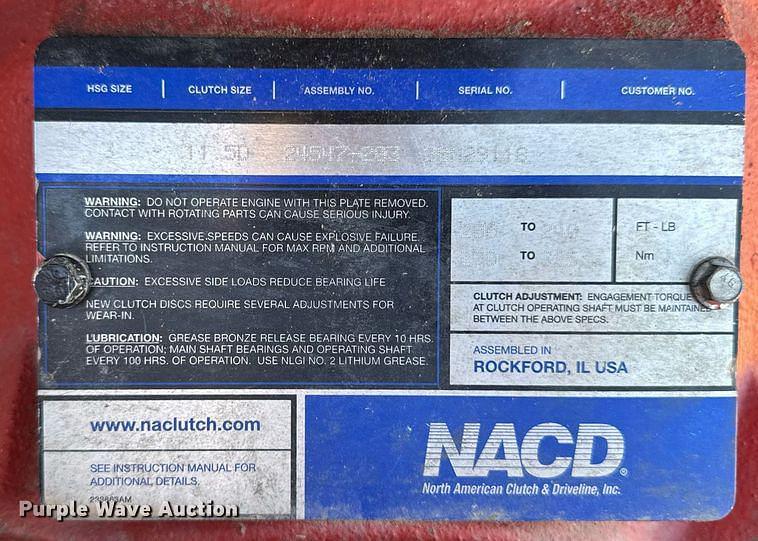 HSG SIZE CLUTCH SIZE ASSEMBLY NO. SERIAL NO. CUSTOMER NO.
24547-203
WARNING: DO NOT OPERATE ENGINE WITH THIS PLATE REMOVED.
CONTACT WITH ROTATING PARTS CAN CAUSE SERIOUS INJURY.
WARNING: EXCESSIVE SPEEDS CAN CAUSE EXPLOSIVE FAILURE.
REFER TO INSTRUCTION MANUAL FOR MAX RPM AND ADDITIONAL
LIMITATIONS.
CAUTION: EXCESSIVE SIDE LOADS REDUCE BEARING LIFE
NEW CLUTCH DISCS REQUIRE SEVERAL ADJUSTMENTS FOR
WEAR-IN.
LUBRICATION: GREASE BRONZE RELEASE BEARING EVERY 10 HRS.
OF OPERATION; MAIN SHAFT BEARINGS AND OPERATING SHAFT
EVERY 100 HRS. OF OPERATION. USE NLGI NO. 2 LITHIUM GREASE.
TO FT - LB
TO Nm
CLUTCH ADJUSTMENT: ENGAGEMENT TORQUE
AT CLUTCH OPERATING SHAFT MUST BE MAINTAINED
BETWEEN THE ABOVE SPECS.
ASSEMBLED IN
ROCKFORD, IL USA
www.naclutch.com
SEE INSTRUCTION MANUAL FOR
ADDITIONAL DETAILS.
NACD®
North American Clutch & Driveline, Inc.
Purple Wave Auction